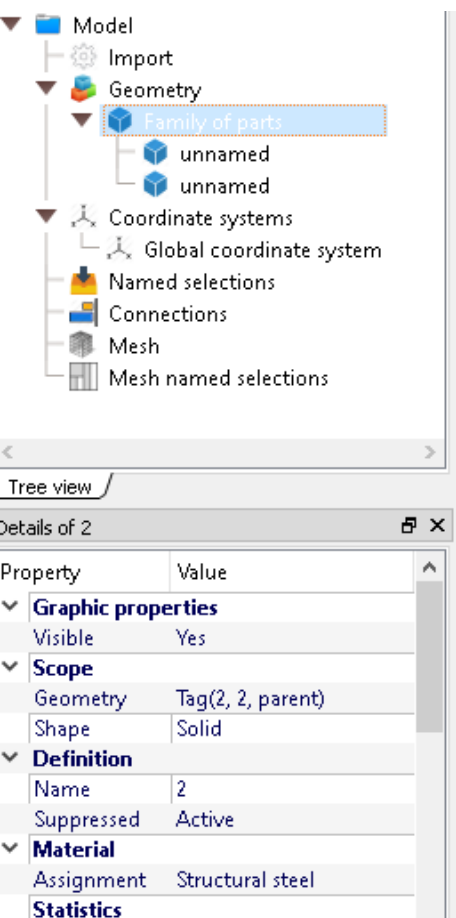 Model
Import
Geometry
Family of parts
unnamed
unnamed
Coordinate systems
Global coordinate system
Named selections
Connections
Mesh
Mesh named selections
Tree view
Details of 2
Property Value
Graphic properties
Visible Yes
Scope
Geometry Tag(2, 2, parent)
Shape Solid
Definition
Name 2
Suppressed Active
Material
Assignment Structural steel
Statistics